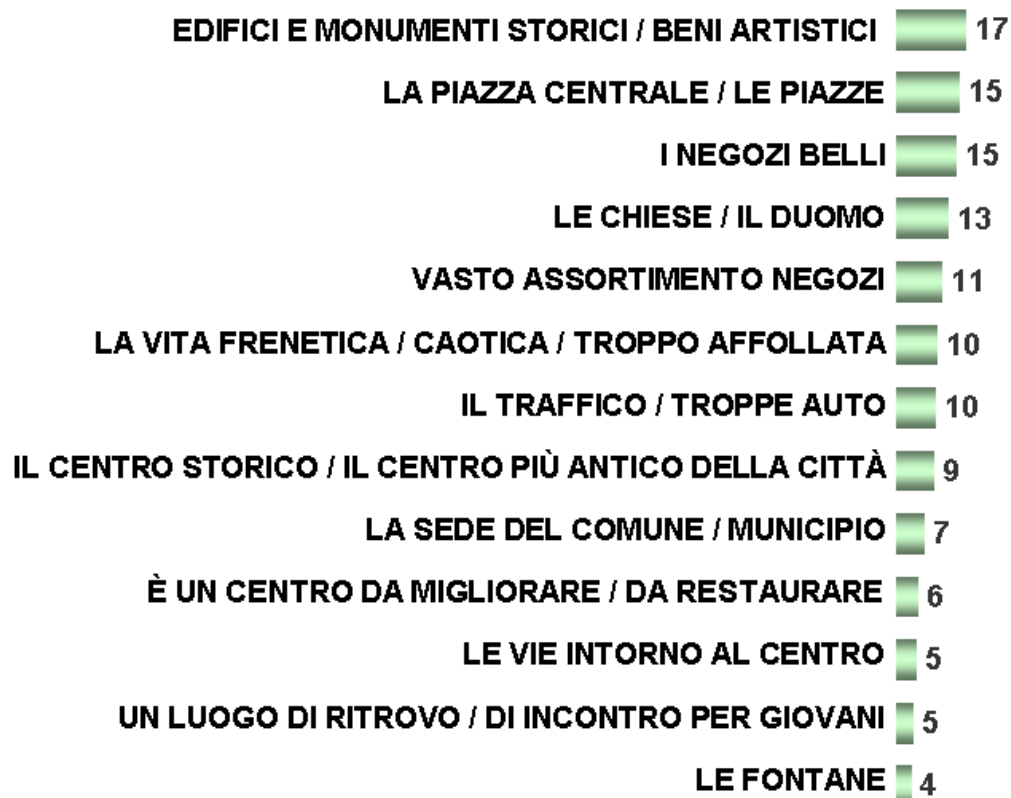 EDIFICI E MONUMENTI STORICI / BENI ARTISTICI 17
LA PIAZZA CENTRALE / LE PIAZZE 15
I NEGOZI BELLI 15
LE CHIESE / IL DUOMO 13
VASTO ASSORTIMENTO NEGOZI 11
LA VITA FRENETICA / CAOTICA / TROPPO AFFOLLATA 10
IL TRAFFICO / TROPPE AUTO 10
IL CENTRO STORICO / IL CENTRO PIÙ ANTICO DELLA CITTÀ 9
LA SEDE DEL COMUNE / MUNICIPIO 7
È UN CENTRO DA MIGLIORARE / DA RESTAURARE 6
LE VIE INTORNO AL CENTRO 5
UN LUOGO DI RITROVO / DI INCONTRO PER GIOVANI 5
LE FONTANE 4